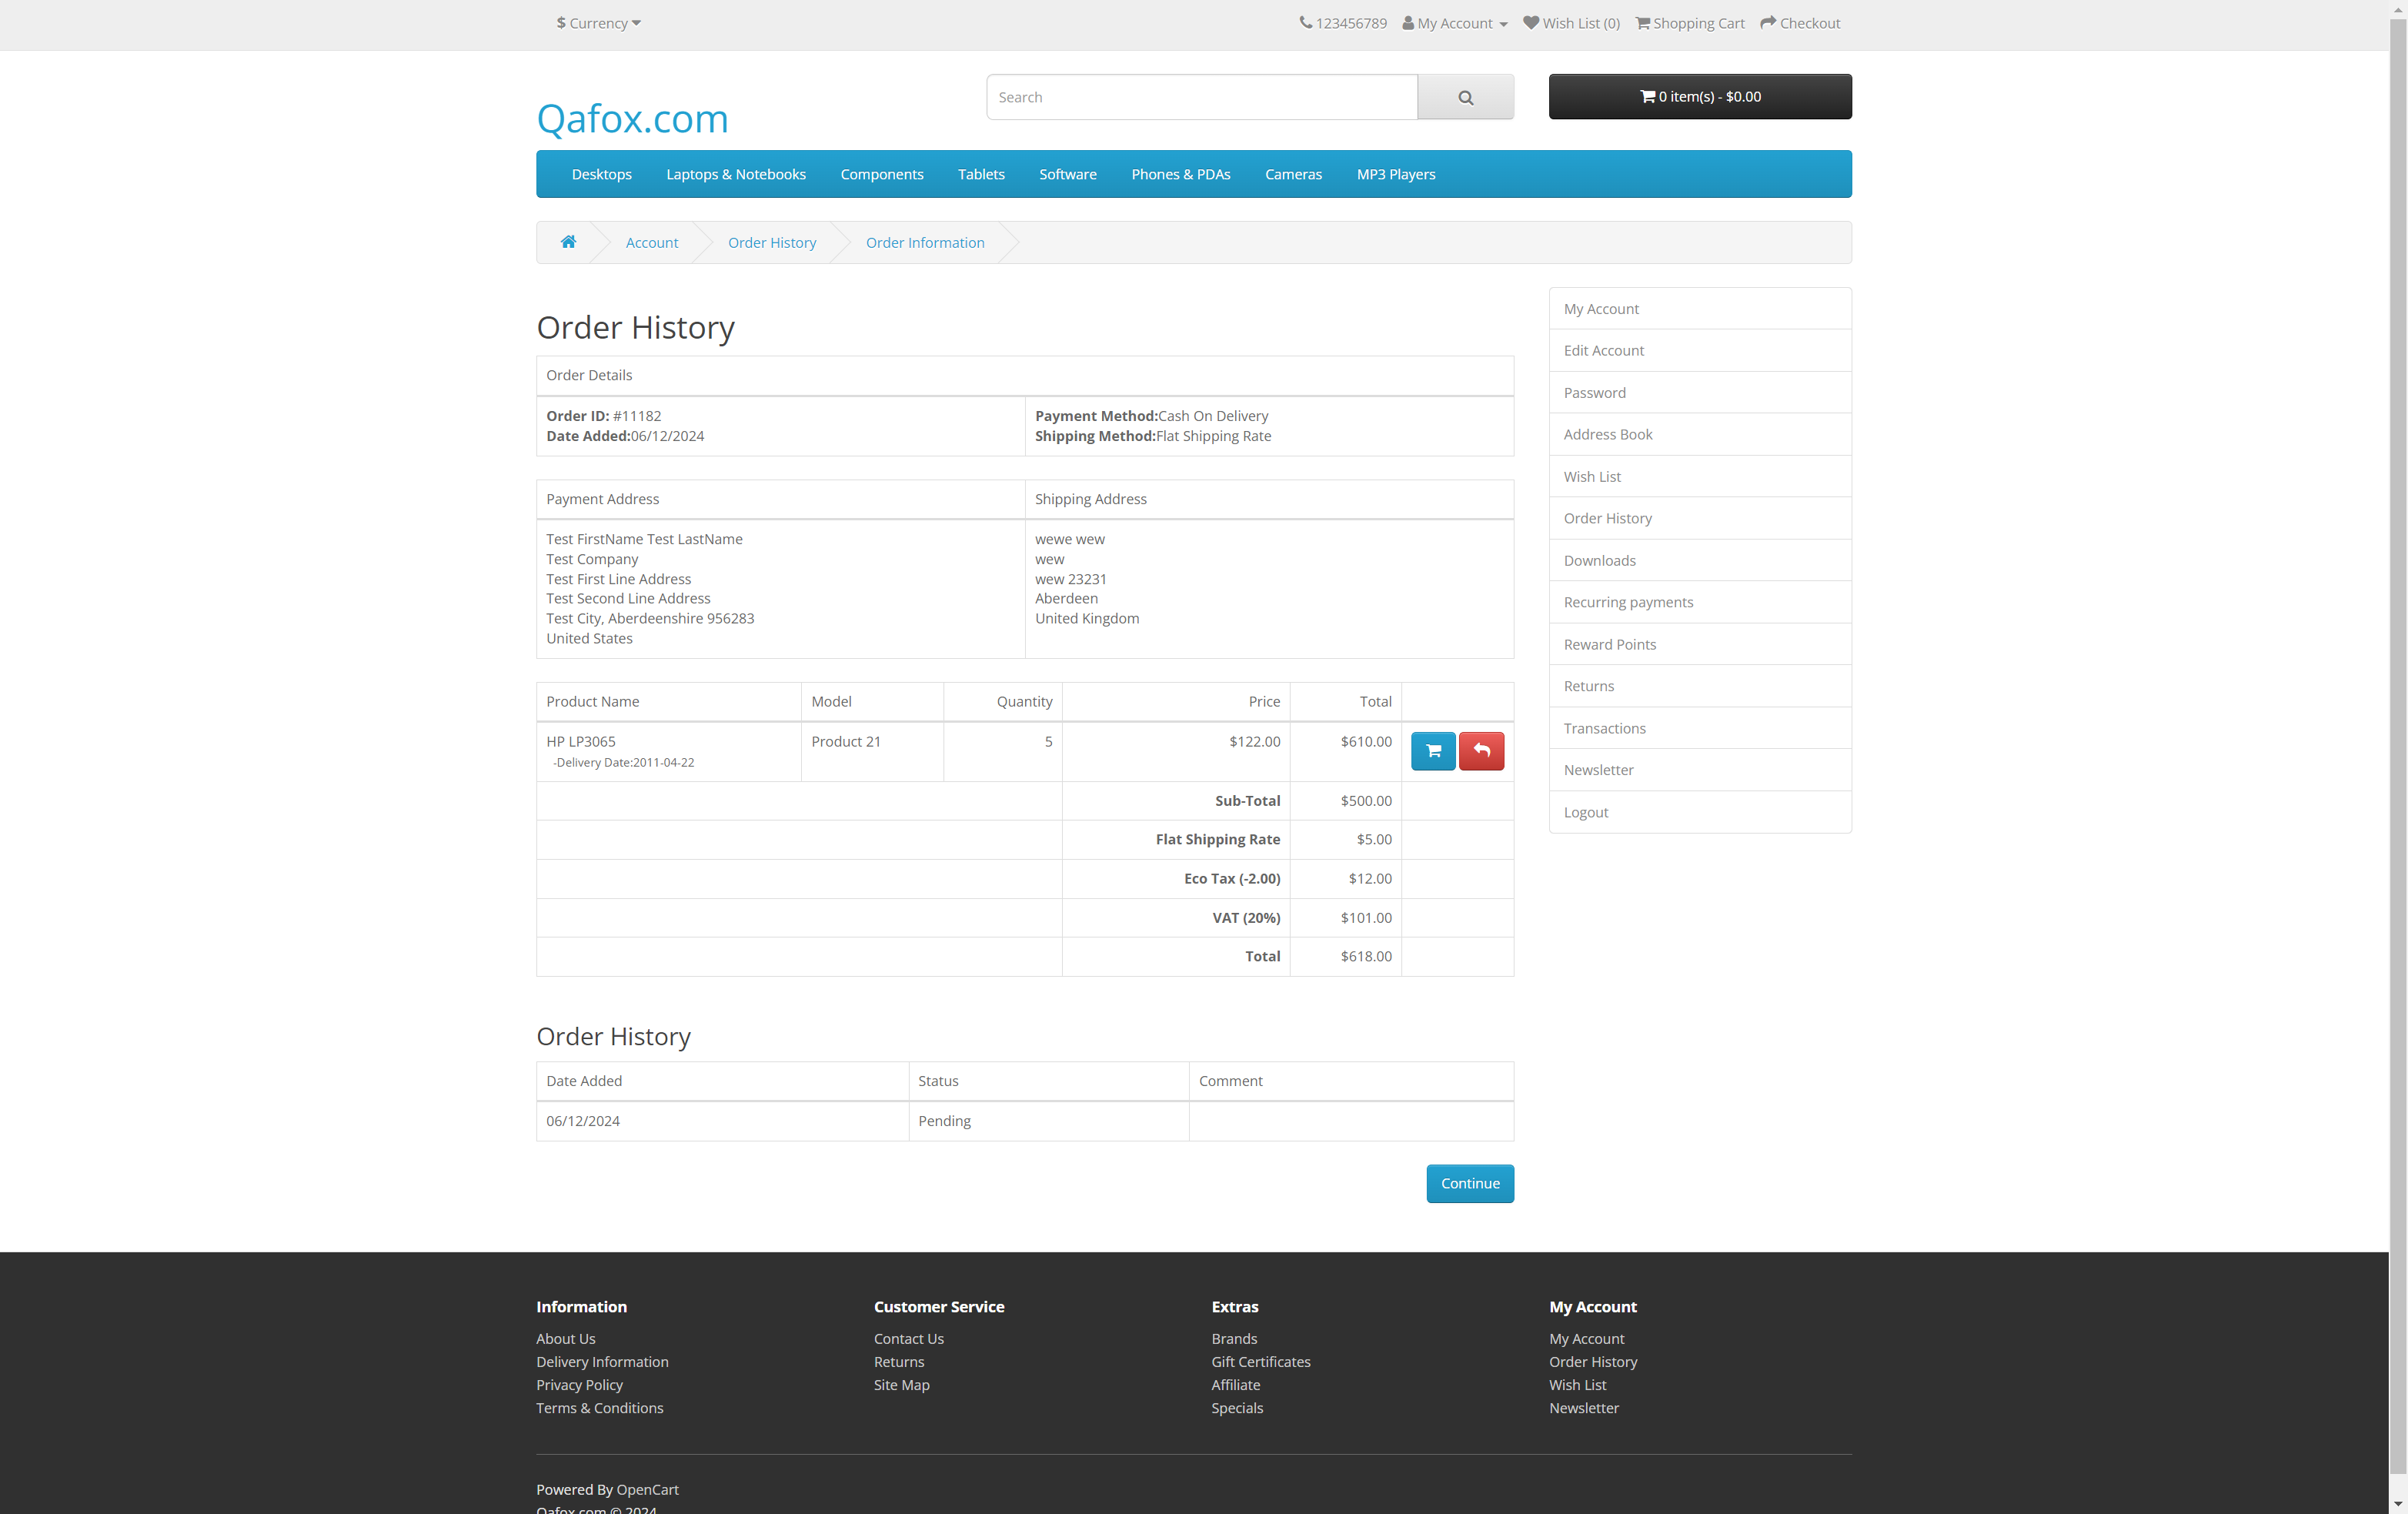 $ Currency
123456789 My Account Wish List (0) Shopping Cart Checkout
Qafox.com
Search
0 item(s) - $0.00
Desktops Laptops & Notebooks Components Tablets Software Phones & PDAs Cameras MP3 Players
Account Order History Order Information
Order History
Order Details
Order ID: #11182
Date Added:06/12/2024
Payment Method:Cash On Delivery
Shipping Method:Flat Shipping Rate
Payment Address
Shipping Address
Test FirstName Test LastName
Test Company
Test First Line Address
Test Second Line Address
Test City, Aberdeenshire 956283
United States
wewe wew
wew
wew 23231
Aberdeen
United Kingdom
Product Name Model Quantity Price Total
HP LP3065 Product 21 5 $122.00 $610.00
-Delivery Date:2011-04-22
Sub-Total $500.00
Flat Shipping Rate $5.00
Eco Tax (-2.00) $12.00
VAT (20%) $101.00
Total $618.00
Order History
Date Added Status Comment
06/12/2024 Pending
Continue
My Account
Edit Account
Password
Address Book
Wish List
Order History
Downloads
Recurring payments
Reward Points
Returns
Transactions
Newsletter
Logout
Information
About Us
Delivery Information
Privacy Policy
Terms & Conditions
Customer Service
Contact Us
Returns
Site Map
Extras
Brands
Gift Certificates
Affiliate
Specials
My Account
My Account
Order History
Wish List
Newsletter
Powered By OpenCart
Qafox.com © 2024